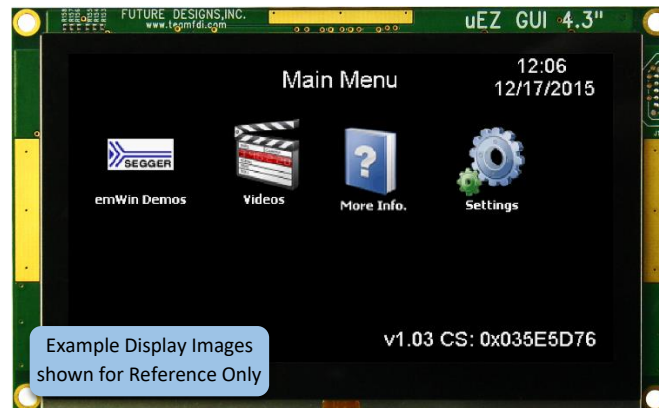 FUTURE DESIGNS,INC.
www.teamfdi.com
uEZ GUI 4.3"
Main Menu
12:06
12/17/2015
SEGGER
emWin Demos
Videos
More Info.
Settings
v1.03 CS: 0x035E5D76
Example Display Images
shown for Reference Only